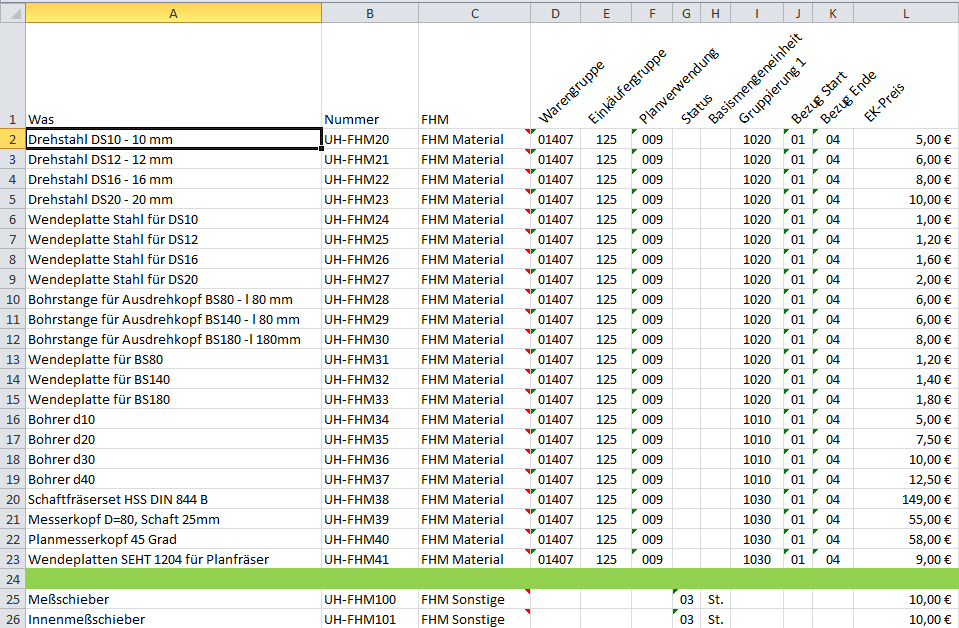 A B C D E F G H I J K L
1 Was Nummer FHM Warengruppe Einkäufergruppe Planverwendung Status Basismengeneinheit Gruppierung 1 Bezug Start Bezug Ende EK-Preis
2 Drehstahl DS10 - 10 mm UH-FHM20 FHM Material 01407 125 009 1020 01 04 5,00 €
3 Drehstahl DS12 - 12 mm UH-FHM21 FHM Material 01407 125 009 1020 01 04 6,00 €
4 Drehstahl DS16 - 16 mm UH-FHM22 FHM Material 01407 125 009 1020 01 04 8,00 €
5 Drehstahl DS20 - 20 mm UH-FHM23 FHM Material 01407 125 009 1020 01 04 10,00 €
6 Wendeplatte Stahl für DS10 UH-FHM24 FHM Material 01407 125 009 1020 01 04 1,00 €
7 Wendeplatte Stahl für DS12 UH-FHM25 FHM Material 01407 125 009 1020 01 04 1,20 €
8 Wendeplatte Stahl für DS16 UH-FHM26 FHM Material 01407 125 009 1020 01 04 1,60 €
9 Wendeplatte Stahl für DS20 UH-FHM27 FHM Material 01407 125 009 1020 01 04 2,00 €
10 Bohrstange für Ausdrehkopf BS80 - l 80 mm UH-FHM28 FHM Material 01407 125 009 1020 01 04 6,00 €
11 Bohrstange für Ausdrehkopf BS140 - l 80 mm UH-FHM29 FHM Material 01407 125 009 1020 01 04 6,00 €
12 Bohrstange für Ausdrehkopf BS180 -l 180mm UH-FHM30 FHM Material 01407 125 009 1020 01 04 8,00 €
13 Wendeplatte für BS80 UH-FHM31 FHM Material 01407 125 009 1020 01 04 1,20 €
14 Wendeplatte für BS140 UH-FHM32 FHM Material 01407 125 009 1020 01 04 1,40 €
15 Wendeplatte für BS180 UH-FHM33 FHM Material 01407 125 009 1020 01 04 1,80 €
16 Bohrer d10 UH-FHM34 FHM Material 01407 125 009 1010 01 04 5,00 €
17 Bohrer d20 UH-FHM35 FHM Material 01407 125 009 1010 01 04 7,50 €
18 Bohrer d30 UH-FHM36 FHM Material 01407 125 009 1010 01 04 10,00 €
19 Bohrer d40 UH-FHM37 FHM Material 01407 125 009 1010 01 04 12,50 €
20 Schaftfräserset HSS DIN 844 B UH-FHM38 FHM Material 01407 125 009 1030 01 04 149,00 €
21 Messerkopf D=80, Schaft 25mm UH-FHM39 FHM Material 01407 125 009 1030 01 04 55,00 €
22 Planmesserkopf 45 Grad UH-FHM40 FHM Material 01407 125 009 1030 01 04 58,00 €
23 Wendeplatten SEHT 1204 für Planfräser UH-FHM41 FHM Material 01407 125 009 1030 01 04 9,00 €
24
25 Meßschieber UH-FHM100 FHM Sonstige 03 St. 10,00 €
26 Innenmeßschieber UH-FHM101 FHM Sonstige 03 St. 10,00 €